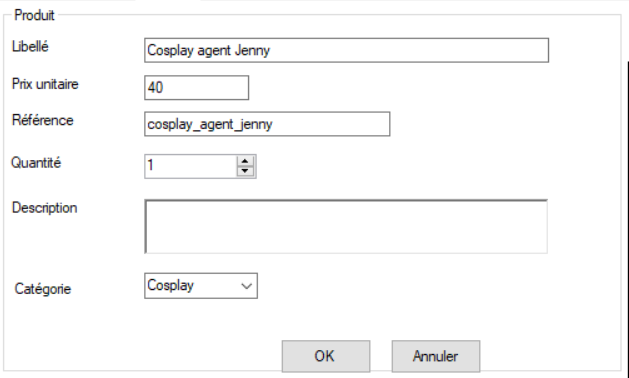 Produit
Libellé Cosplay agent Jenny
Prix unitaire 40
Référence cosplay_agent_jenny
Quantité 1
Description
Catégorie Cosplay
OK Annuler